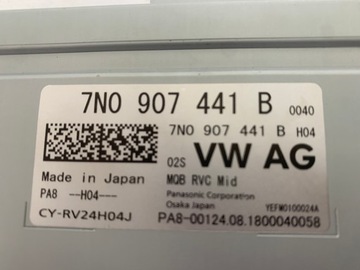 7N0 907 441 B 0040
7N0 907 441 B H04
02S VW AG
Made in Japan MQB RVC Mid
PA8 --H04--- Panasonic Corporation
Osaka Japan YEFM0100024A
CY-RV24H04J PA8-00124.08.1800040058